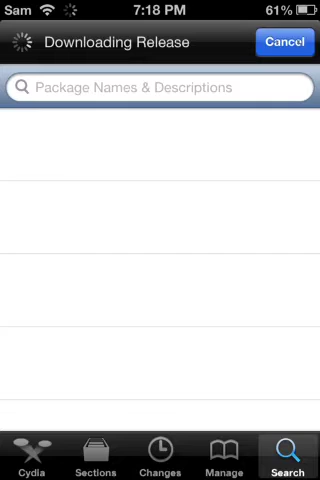 Sam 7:18 PM 61%
Downloading Release Cancel
Package Names & Descriptions
Cydia Sections Changes Manage Search